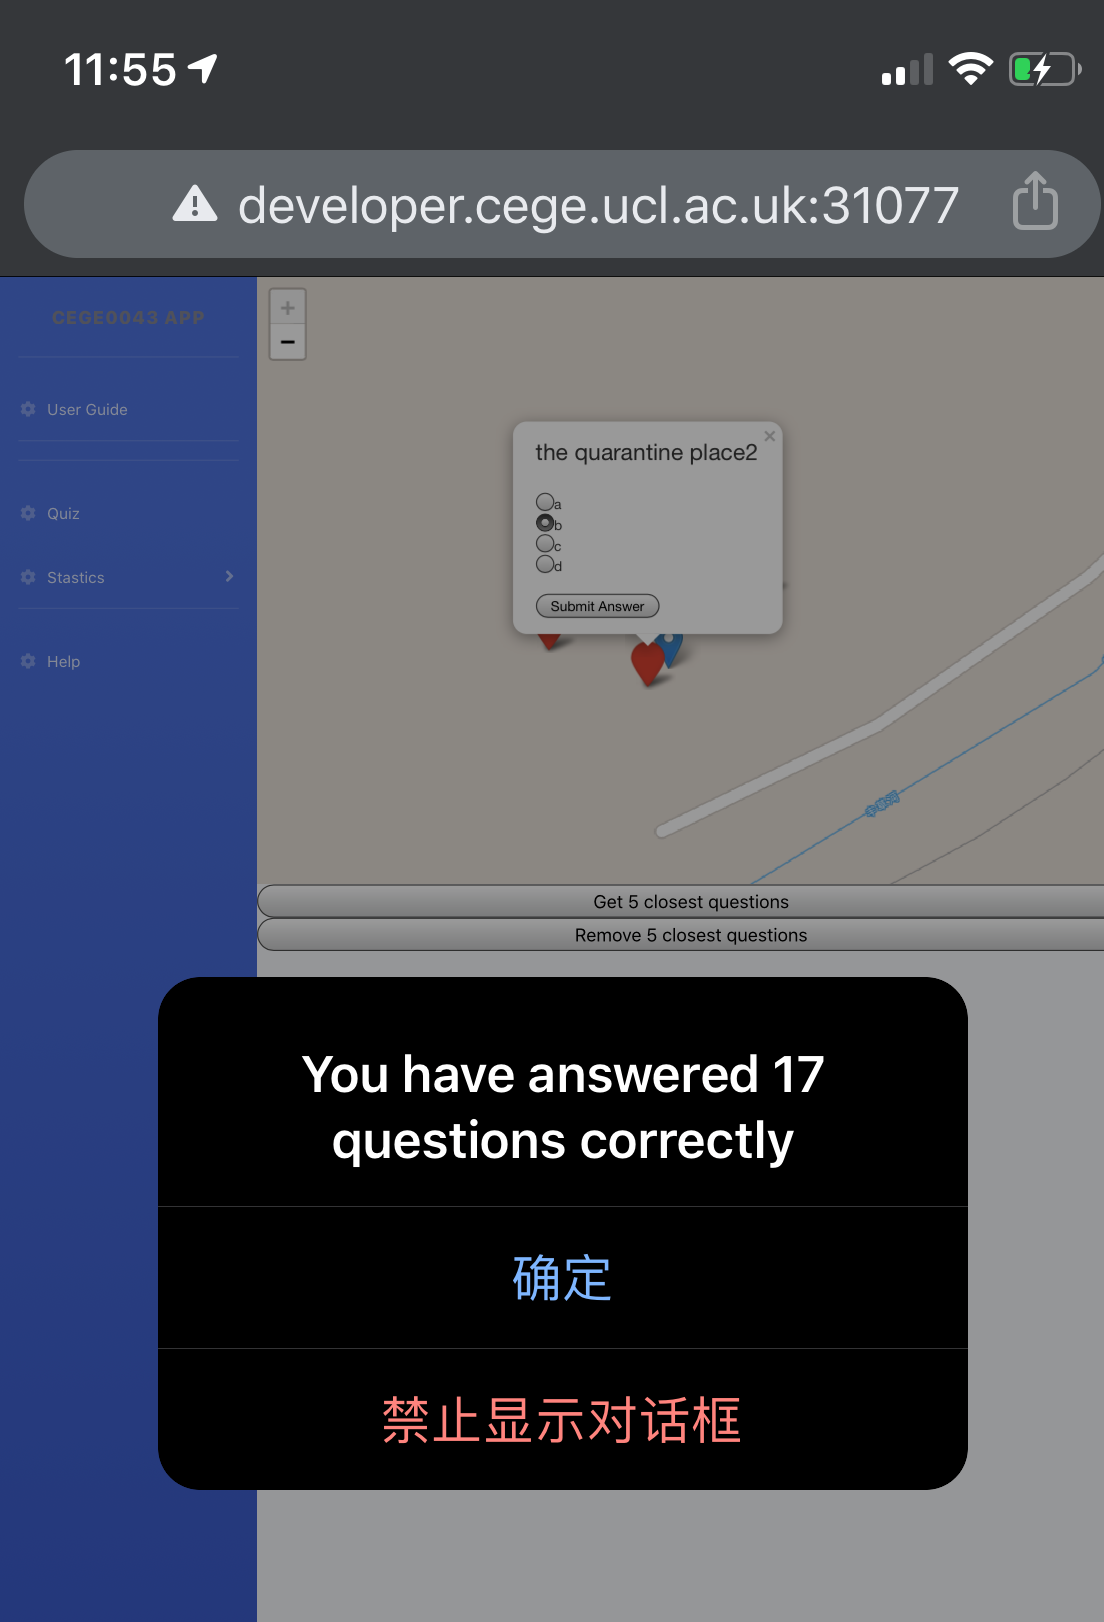 11:55
developer.cege.ucl.ac.uk:31077
CEGE0043 APP
User Guide
Quiz
Stastics
Help
+
−
×
the quarantine place2
a
b
c
d
Submit Answer
Get 5 closest questions
Remove 5 closest questions
You have answered 17
questions correctly
确定
禁止显示对话框